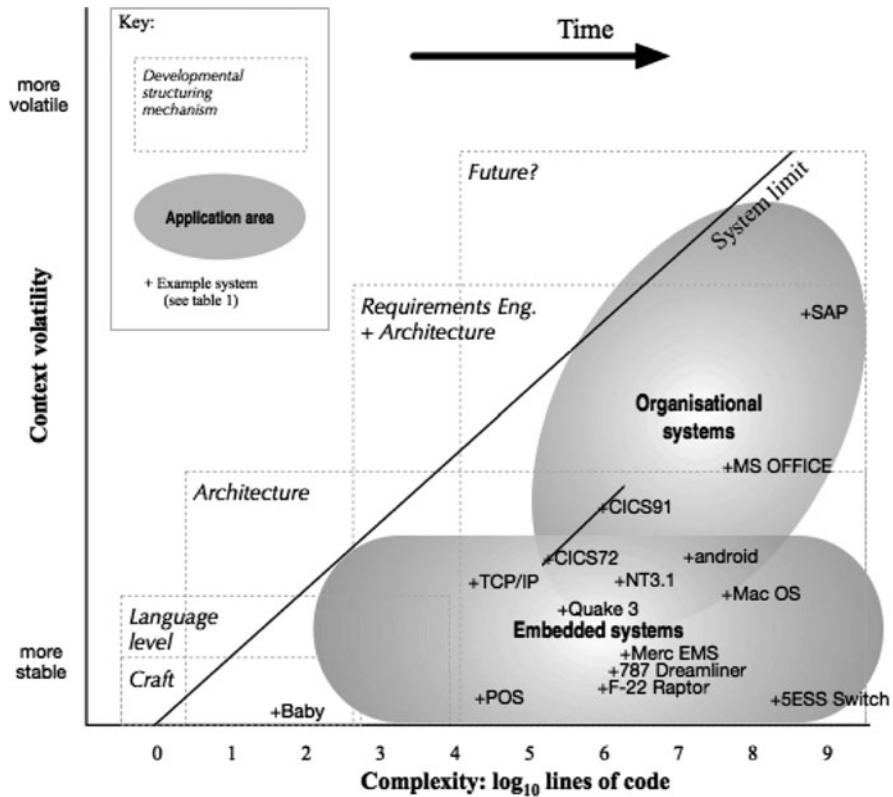 Key:
Developmental
structuring
mechanism
Application area
+ Example system
(see table 1)
Time
more
volatile
Context volatility
more
stable
Future?
System limit
Requirements Eng.
+ Architecture
+SAP
Organisational
systems
+MS OFFICE
Architecture
+CICS91
+CICS72
+android
+TCP/IP
+NT3.1
+Mac OS
+Quake 3
Language
level
Embedded systems
+Merc EMS
+787 Dreamliner
Craft
+F-22 Raptor
+POS
+5ESS Switch
+Baby
0 1 2 3 4 5 6 7 8 9
Complexity: log10 lines of code